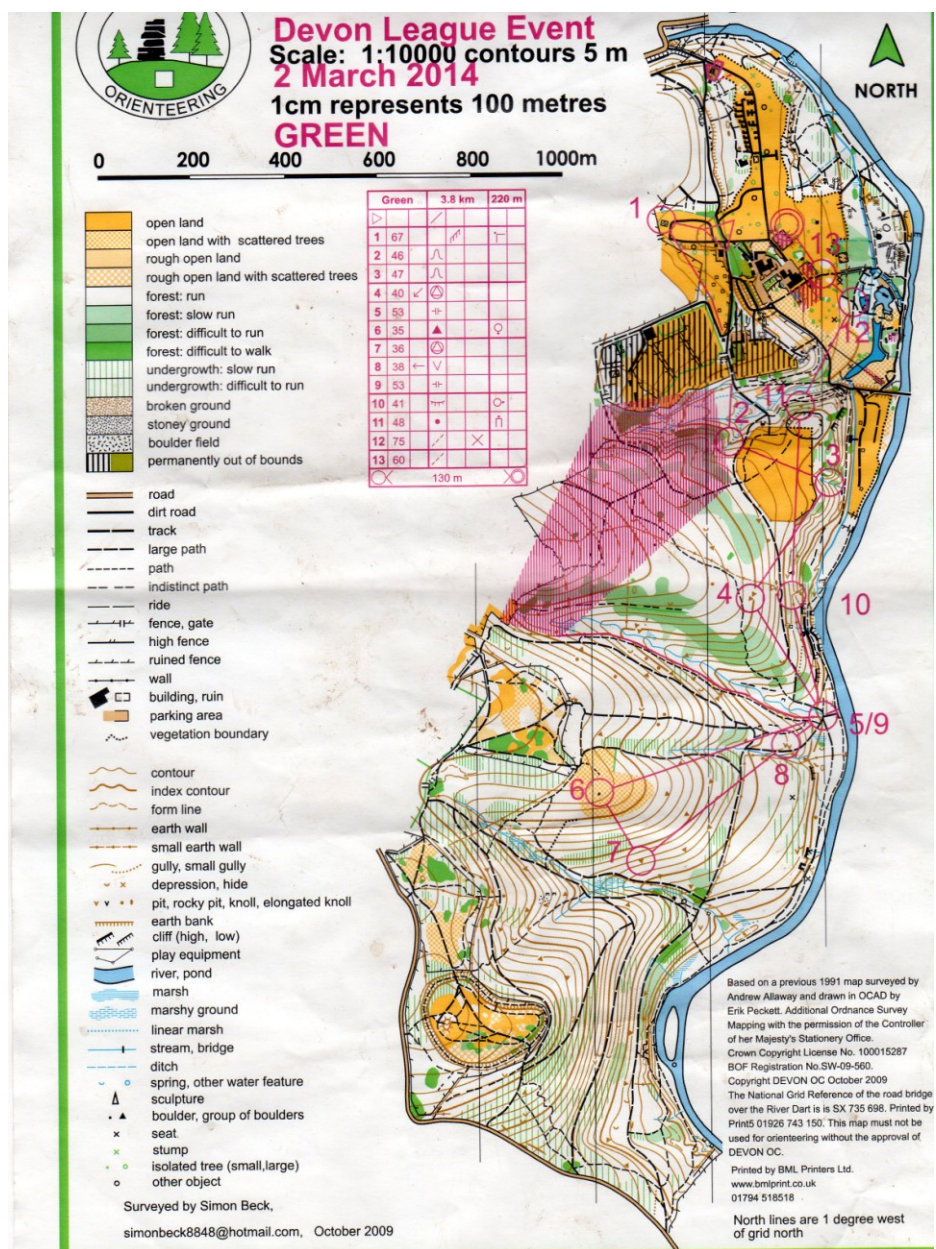 ORIENTEERING
Devon League Event
Scale: 1:10000 contours 5 m
2 March 2014
1cm represents 100 metres
GREEN
NORTH
0 200 400 600 800 1000m
open land
open land with scattered trees
rough open land
rough open land with scattered trees
forest: run
forest: slow run
forest: difficult to run
forest: difficult to walk
undergrowth: slow run
undergrowth: difficult to run
broken ground
stoney ground
boulder field
permanently out of bounds
road
dirt road
track
large path
path
indistinct path
ride
fence, gate
high fence
ruined fence
wall
building, ruin
parking area
vegetation boundary
contour
index contour
form line
earth wall
small earth wall
gully, small gully
depression, hide
pit, rocky pit, knoll, elongated knoll
earth bank
cliff (high, low)
play equipment
river, pond
marsh
marshy ground
linear marsh
stream, bridge
ditch
spring, other water feature
sculpture
boulder, group of boulders
seat
stump
isolated tree (small,large)
other object
Surveyed by Simon Beck,
simonbeck8848@hotmail.com, October 2009
Green 3.8 km 220 m
1 67
2 46
3 47
4 40
5 53
6 35
7 36
8 38
9 53
10 41
11 48
12 75
13 60
130 m
1
13
12
11
2
3
4
10
5/9
8
6
7
Based on a previous 1991 map surveyed by
Andrew Allaway and drawn in OCAD by
Erik Peckett. Additional Ordnance Survey
Mapping with the permission of the Controller
of her Majesty's Stationery Office.
Crown Copyright License No. 100015287
BOF Registration No.SW-09-560.
Copyright DEVON OC October 2009
The National Grid Reference of the road bridge
over the River Dart is is SX 735 698. Printed by
Print5 01926 743 150. This map must not be
used for orienteering without the approval of
DEVON OC.
Printed by BML Printers Ltd.
www.bmlprint.co.uk
01794 518518
North lines are 1 degree west
of grid north